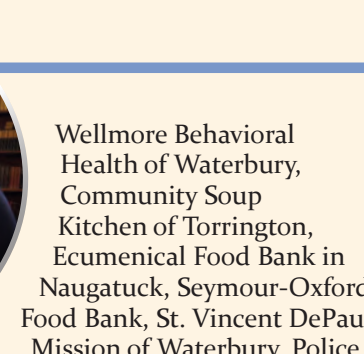 Wellmore Behavioral
Health of Waterbury,
Community Soup
Kitchen of Torrington,
Ecumenical Food Bank in
Naugatuck, Seymour-Oxford
Food Bank, St. Vincent DePau
Mission of Waterbury, Police